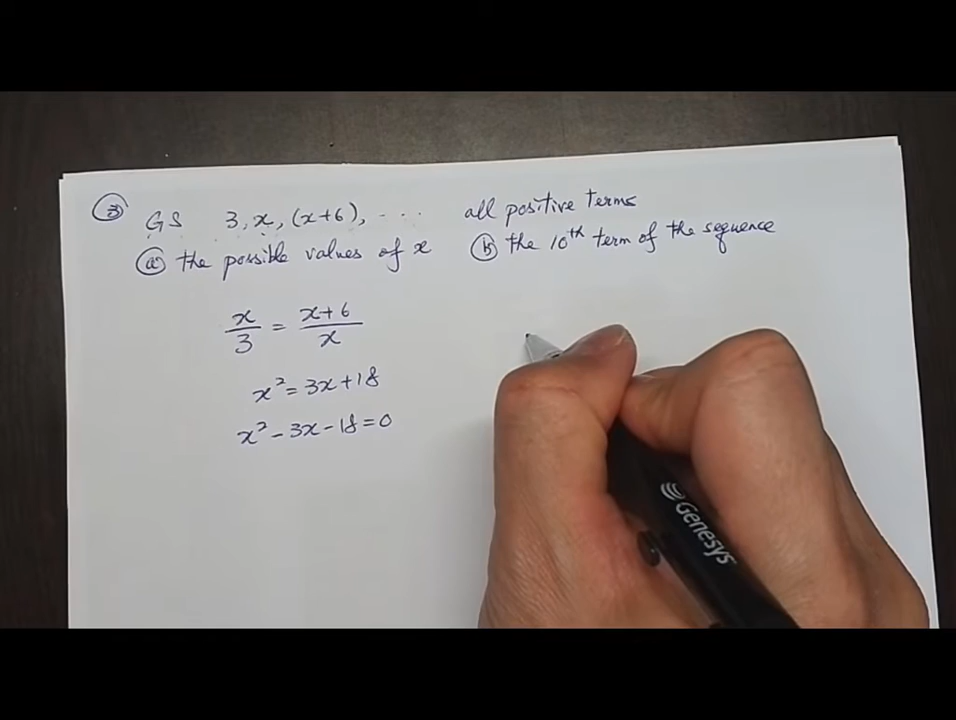 ③ GS 3, x, (x+6), ... all positive terms
ⓐ the possible values of x ⓑ the 10th term of the sequence
x/3 = x+6/x
x² = 3x+18
x² - 3x - 18 = 0
Genesys